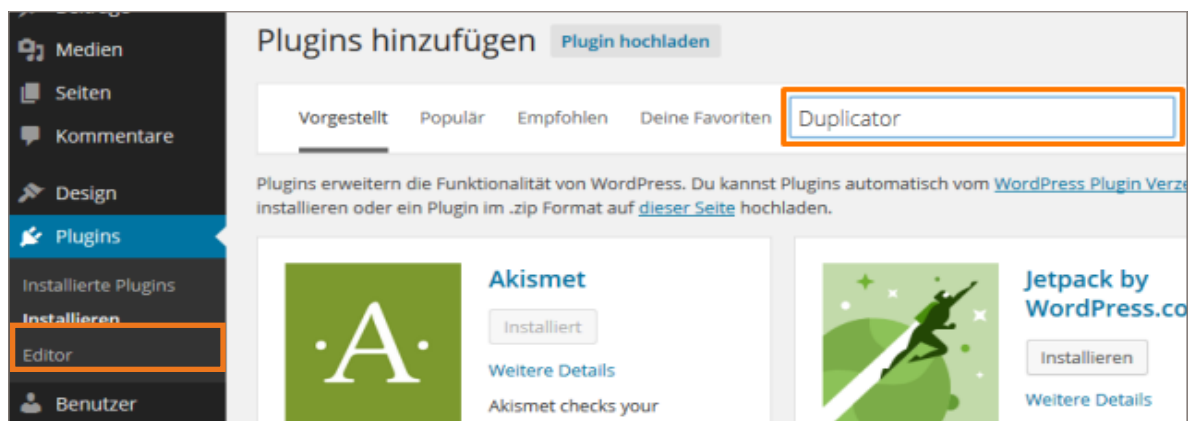 Medien
Seiten
Kommentare
Design
Plugins
Installierte Plugins
Installieren
Editor
Benutzer
Plugins hinzufügen Plugin hochladen
Vorgestellt Populär Empfohlen Deine Favoriten Duplicator
Plugins erweitern die Funktionalität von WordPress. Du kannst Plugins automatisch vom WordPress Plugin Verze
installieren oder ein Plugin im .zip Format auf dieser Seite hochladen.
Akismet
Installiert
Weitere Details
Akismet checks your
·A·
Jetpack by
WordPress.co
Installieren
Weitere Details